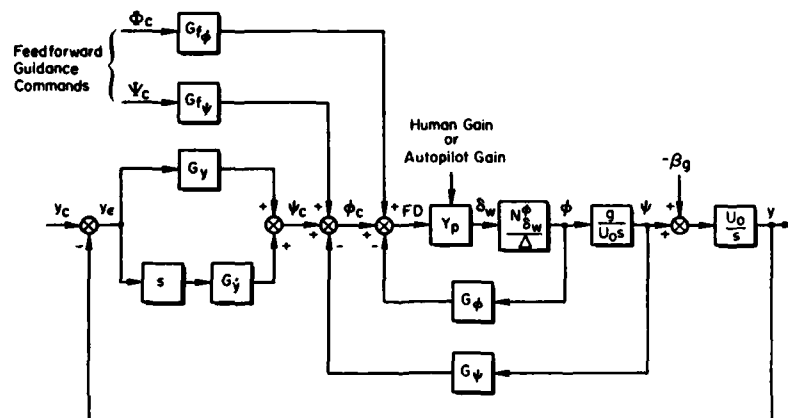 Φc
Gfφ
Feedforward
Guidance
Commands
Ψc
Gfψ
Human Gain
or
Autopilot Gain
-βg
Gy
yc
yε
ψc
φc
FD
Yp
δw
Nφδw
Δ
φ
g
U₀s
ψ
U₀
s
y
s
Gẏ
Gφ
Gψ
+
+
+
+
+
-
+
-
+
+
-